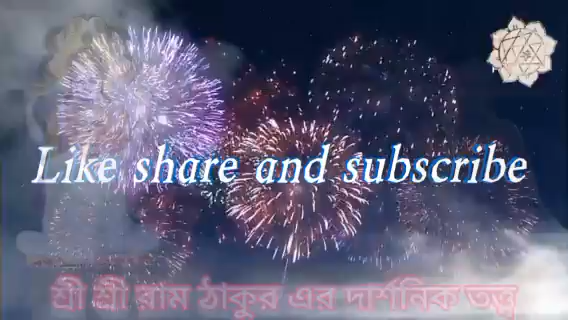 Like share and subscribe
শ্রী শ্রী রাম ঠাকুর এর দার্শনিক তত্ত্ব